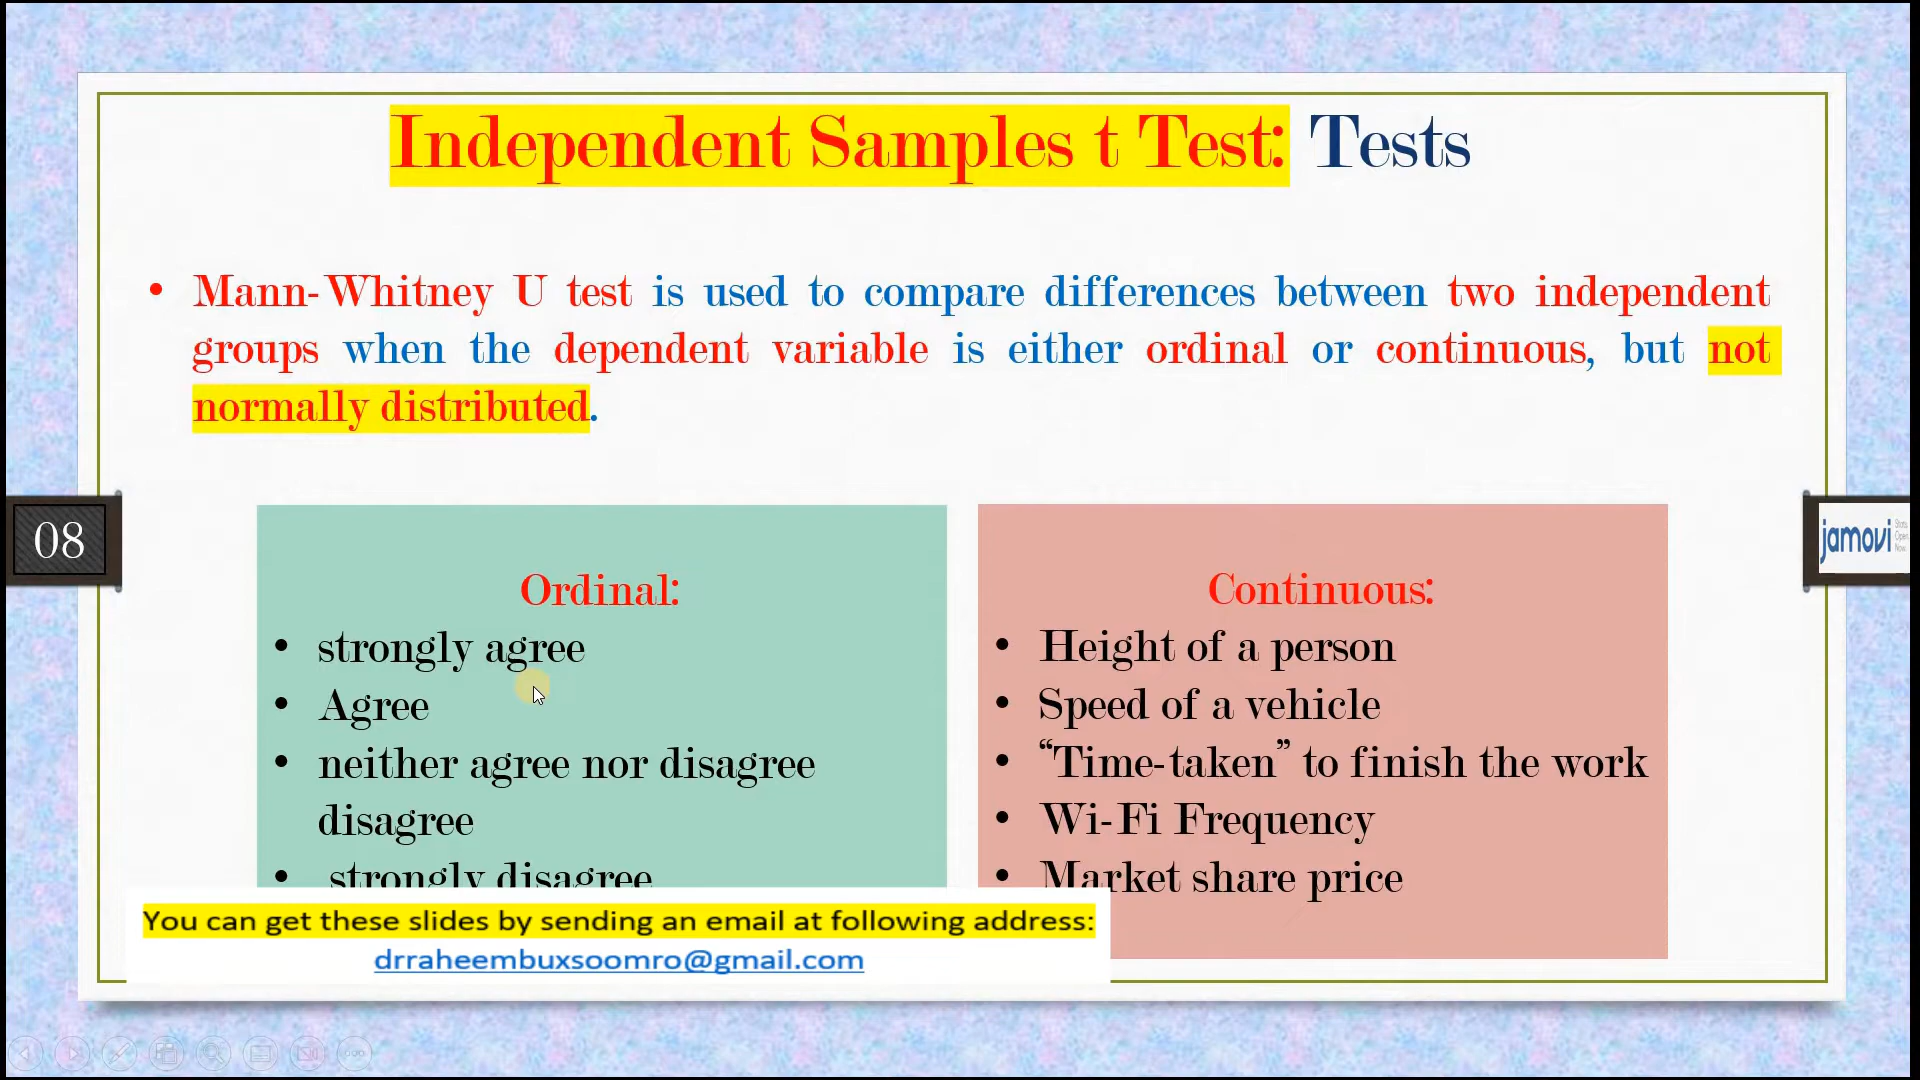 Independent Samples t Test: Tests
• Mann-Whitney U test is used to compare differences between two independent
groups when the dependent variable is either ordinal or continuous, but not
normally distributed.
08
jamovi
Ordinal:
• strongly agree
• Agree
• neither agree nor disagree
disagree
• strongly disagree
Continuous:
• Height of a person
• Speed of a vehicle
• “Time-taken” to finish the work
• Wi-Fi Frequency
• Market share price
You can get these slides by sending an email at following address:
drraheembuxsoomro@gmail.com